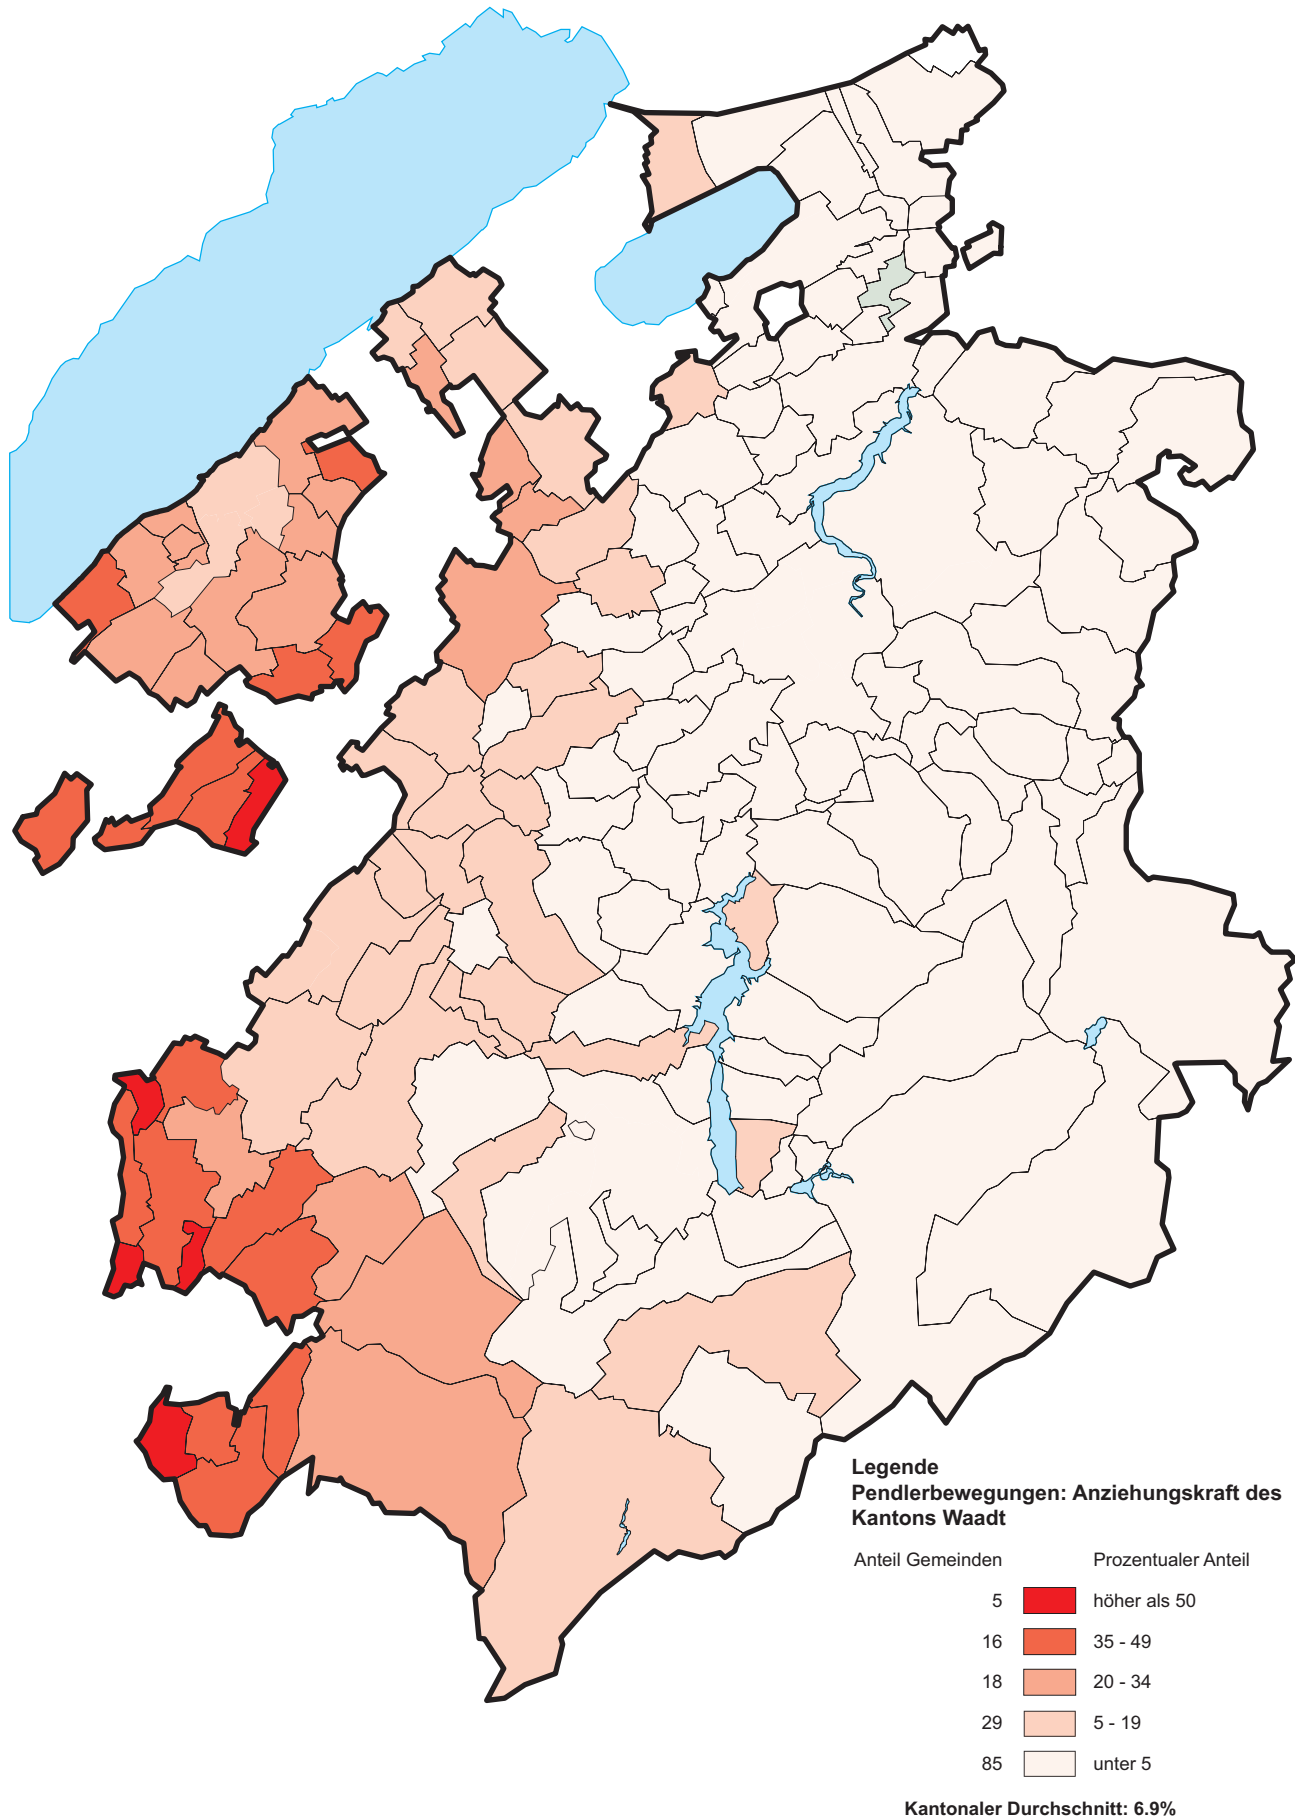 Legende
Pendlerbewegungen: Anziehungskraft des
Kantons Waadt
Anteil Gemeinden Prozentualer Anteil
5 höher als 50
16 35 - 49
18 20 - 34
29 5 - 19
85 unter 5
Kantonaler Durchschnitt: 6.9%